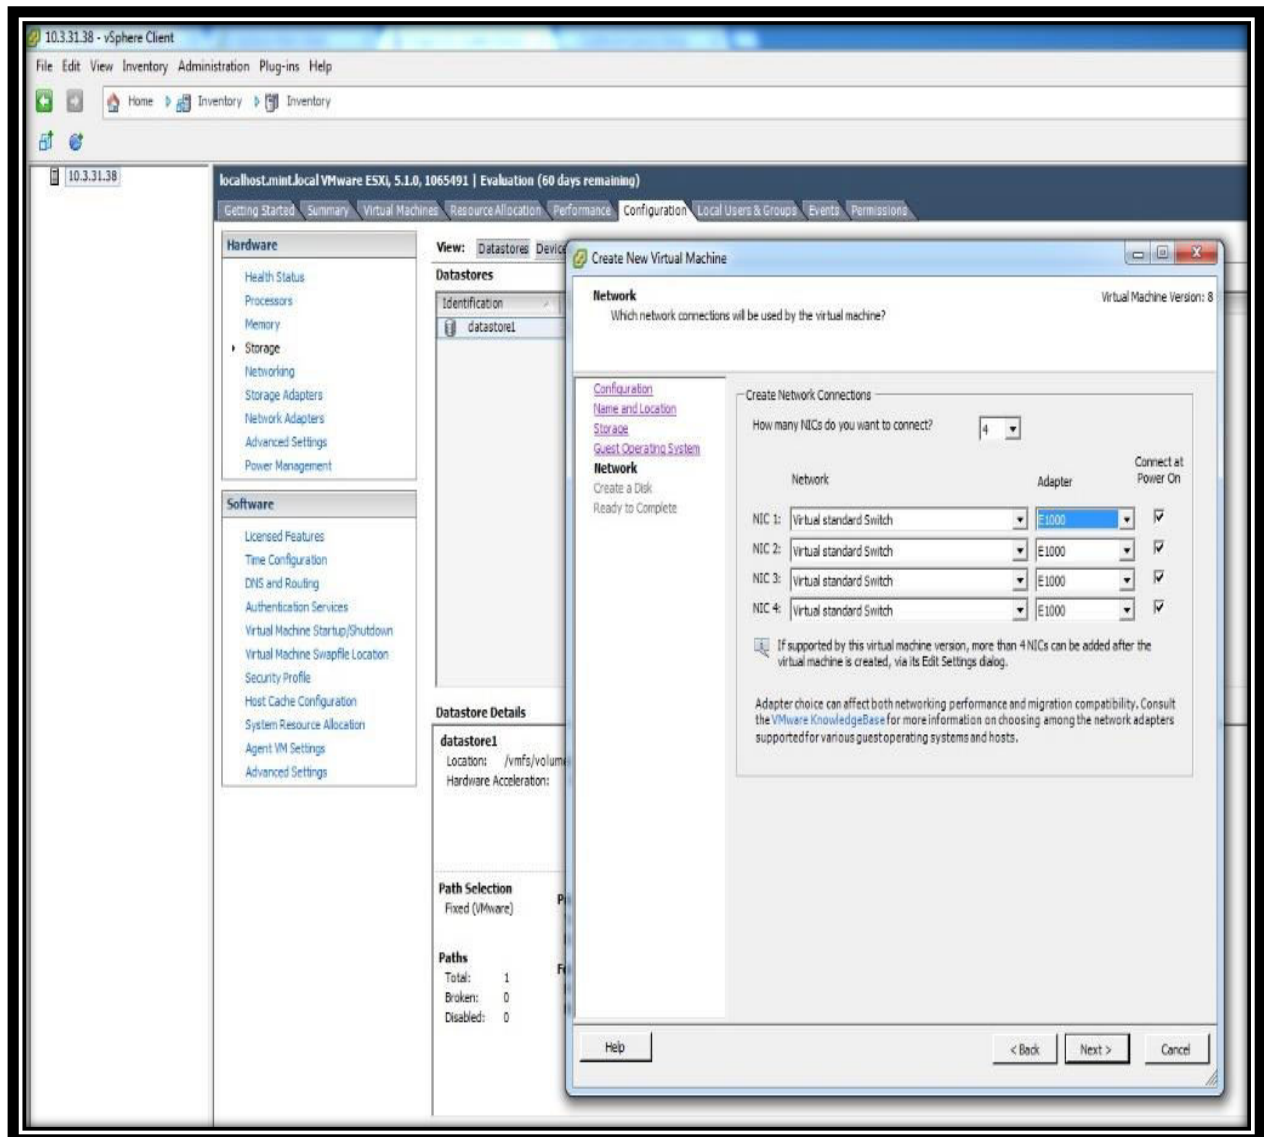 10.3.31.38 - vSphere Client
File Edit View Inventory Administration Plug-ins Help
Home Inventory Inventory
10.3.31.38
localhost.mint.local VMware ESXi, 5.1.0, 1065491 | Evaluation (60 days remaining)
Getting Started Summary Virtual Machines Resource Allocation Performance Configuration Local Users & Groups Events Permissions
Hardware
Health Status
Processors
Memory
Storage
Networking
Storage Adapters
Network Adapters
Advanced Settings
Power Management
Software
Licensed Features
Time Configuration
DNS and Routing
Authentication Services
Virtual Machine Startup/Shutdown
Virtual Machine Swapfile Location
Security Profile
Host Cache Configuration
System Resource Allocation
Agent VM Settings
Advanced Settings
View: Datastores Device
Datastores
Identification
datastore1
Datastore Details
datastore1
Location: /vmfs/volum
Hardware Acceleration:
Path Selection
Fixed (VMware)
Paths
Total: 1
Broken: 0
Disabled: 0
Create New Virtual Machine
Network
Virtual Machine Version: 8
Which network connections will be used by the virtual machine?
Configuration
Name and Location
Storage
Guest Operating System
Network
Create a Disk
Ready to Complete
Create Network Connections
How many NICs do you want to connect? 4
Network Adapter Connect at Power On
NIC 1: Virtual standard Switch E1000
NIC 2: Virtual standard Switch E1000
NIC 3: Virtual standard Switch E1000
NIC 4: Virtual standard Switch E1000
If supported by this virtual machine version, more than 4 NICs can be added after the
virtual machine is created, via its Edit Settings dialog.
Adapter choice can affect both networking performance and migration compatibility. Consult
the VMware KnowledgeBase for more information on choosing among the network adapters
supported for various guest operating systems and hosts.
Help
< Back Next > Cancel